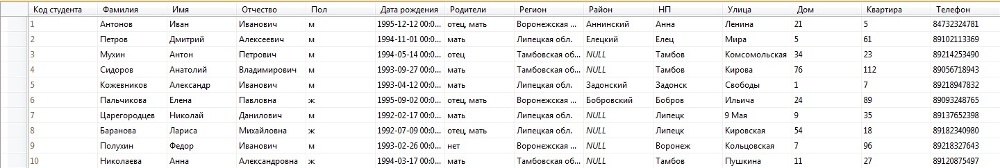 Код студента Фамилия Имя Отчество Пол Дата рождения Родители Регион Район НП Улица Дом Квартира Телефон
1 Антонов Иван Иванович м 1995-12-12 00:0... отец, мать Воронежская ... Аннинский Анна Ленина 21 5 84732324781
2 Петров Дмитрий Алексеевич м 1994-11-01 00:0... мать Липецкая обл. Елецкий Елец Мира 5 61 89102113369
3 Мухин Антон Петрович м 1994-05-14 00:0... отец Тамбовская об... NULL Тамбов Комсомольская 34 23 89214253490
4 Сидоров Анатолий Владимирович м 1993-09-27 00:0... мать Тамбовская об... NULL Тамбов Кирова 76 112 89056718943
5 Кожевников Александр Иванович м 1993-04-12 00:0... мать Липецкая обл. Задонский Задонск Свободы 1 7 89218947832
6 Пальчикова Елена Павловна ж 1995-09-02 00:0... отец, мать Воронежская ... Бобровский Бобров Ильича 24 89 89093248765
7 Царегородцев Николай Данилович м 1992-02-17 00:0... мать Липецкая обл. NULL Липецк 9 Мая 9 35 89137652398
8 Баранова Лариса Михайловна ж 1992-07-09 00:0... отец, мать Липецкая обл. NULL Липецк Кировская 54 18 89182340980
9 Полухин Федор Иванович м 1993-02-26 00:0... нет Воронежская ... NULL Воронеж Кольцовская 7 96 89218327643
10 Николаева Анна Александровна ж 1994-03-17 00:0... мать Тамбовская об... NULL Тамбов Пушкина 11 27 89120875497